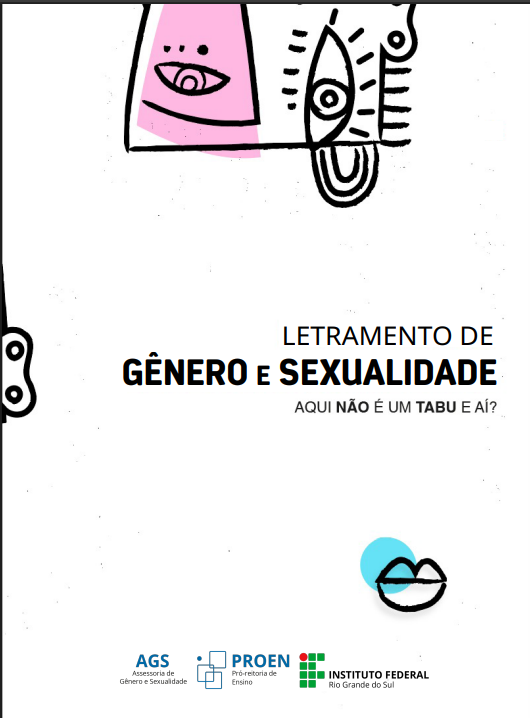 LETRAMENTO DE
GÊNERO E SEXUALIDADE
AQUI NÃO É UM TABU E AÍ?
AGS
Assessoria de
Gênero e Sexualidade
PROEN
Pró-reitoria de
Ensino
INSTITUTO FEDERAL
Rio Grande do Sul